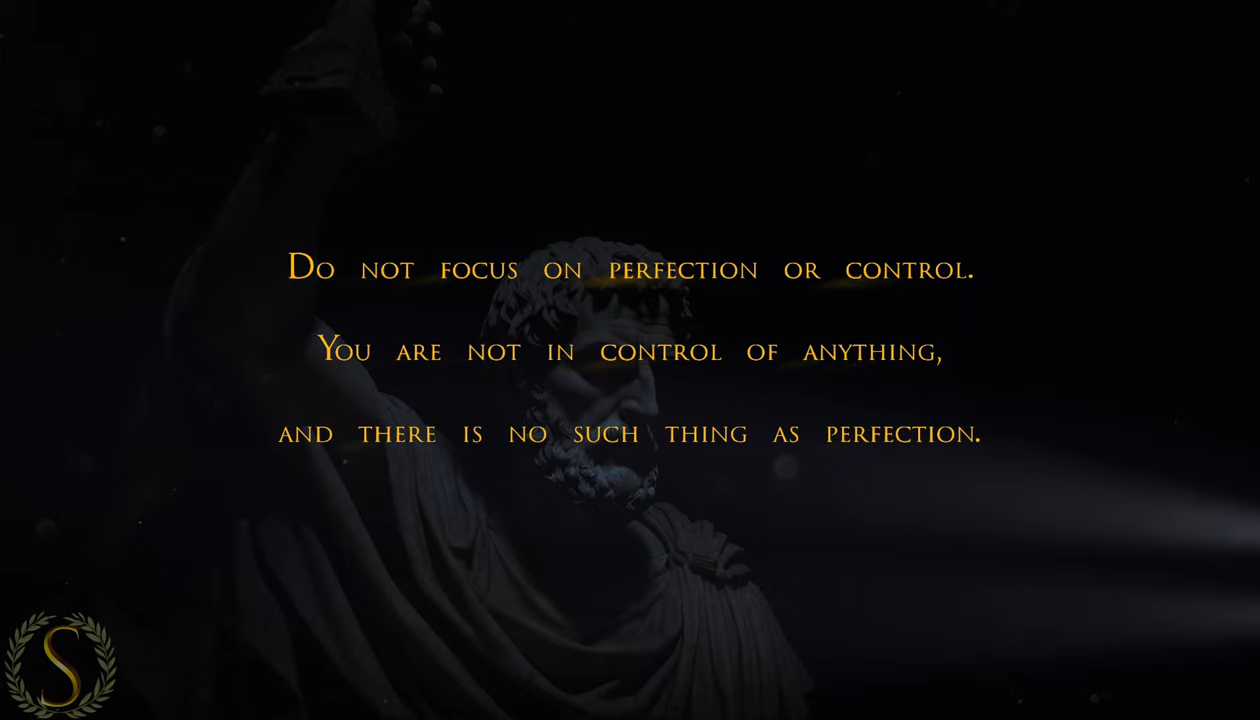 Do not focus on perfection or control.
You are not in control of anything,
and there is no such thing as perfection.
S